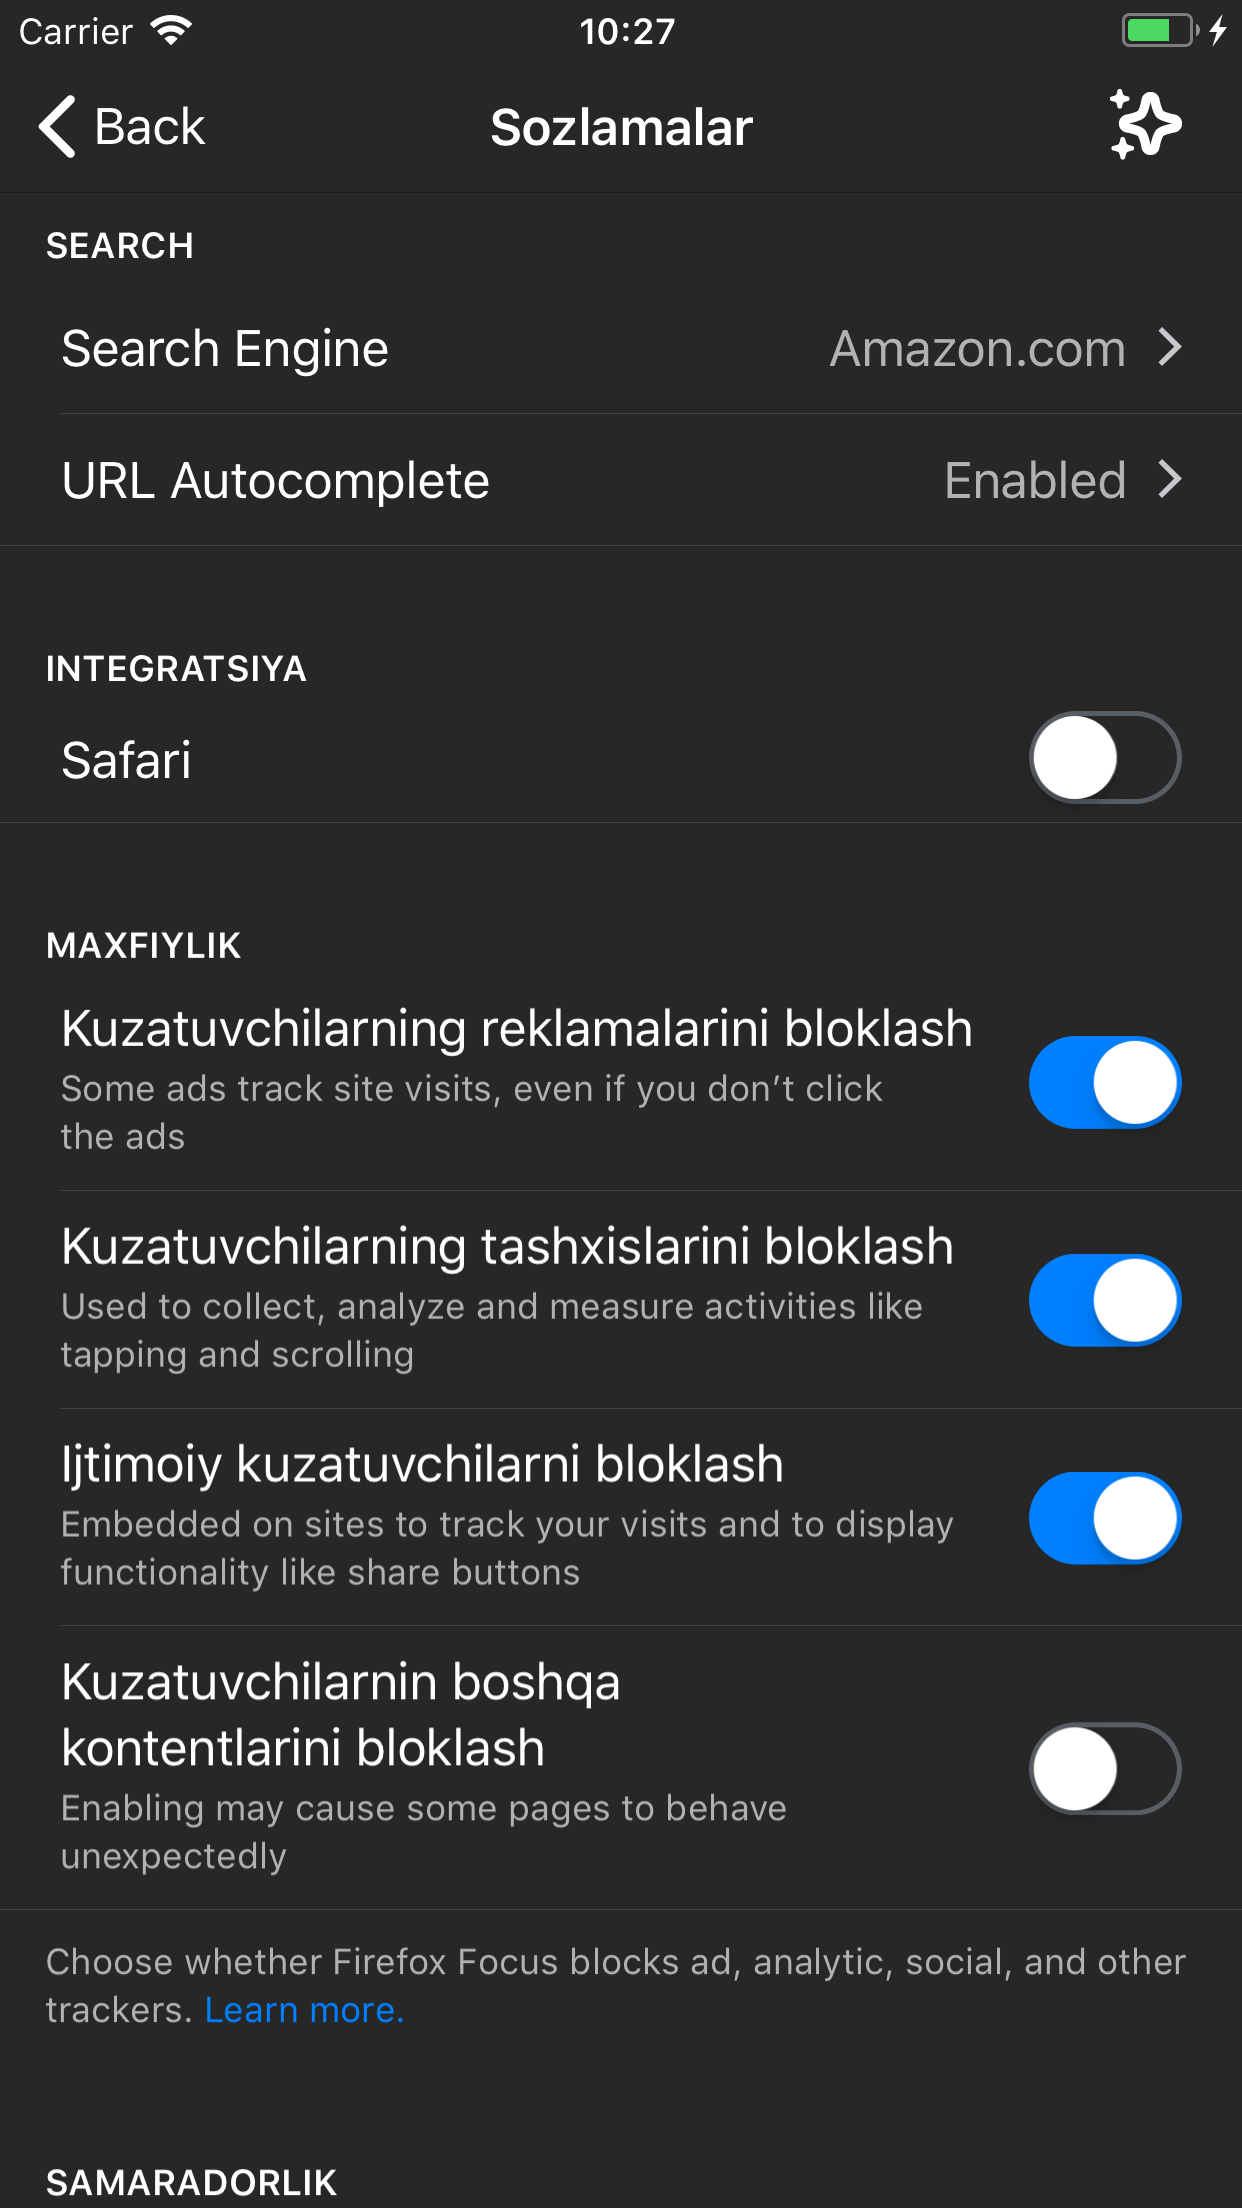 Carrier 10:27
Back Sozlamalar
SEARCH
Search Engine Amazon.com
URL Autocomplete Enabled
INTEGRATSIYA
Safari
MAXFIYLIK
Kuzatuvchilarning reklamalarini bloklash
Some ads track site visits, even if you don’t click
the ads
Kuzatuvchilarning tashxislarini bloklash
Used to collect, analyze and measure activities like
tapping and scrolling
Ijtimoiy kuzatuvchilarni bloklash
Embedded on sites to track your visits and to display
functionality like share buttons
Kuzatuvchilarnin boshqa
kontentlarini bloklash
Enabling may cause some pages to behave
unexpectedly
Choose whether Firefox Focus blocks ad, analytic, social, and other
trackers. Learn more.
SAMARADORLIK